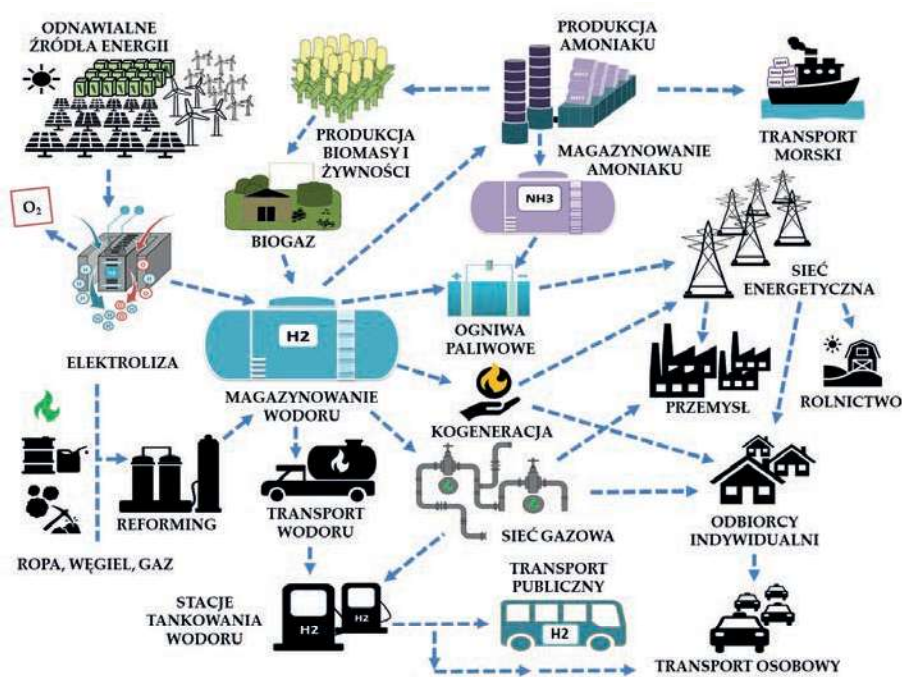 ODNAWIALNE
ŹRÓDŁA ENERGII
PRODUKCJA
AMONIAKU
PRODUKCJA
BIOMASY I
ŻYWNOŚCI
TRANSPORT
MORSKI
MAGAZYNOWANIE
AMONIAKU
O2
NH3
BIOGAZ
SIEĆ
ENERGETYCZNA
H2
OGNIWA
PALIWOWE
ELEKTROLIZA
MAGAZYNOWANIE
WODORU
KOGENERACJA
PRZEMYSŁ
ROLNICTWO
REFORMING
TRANSPORT
WODORU
SIEĆ GAZOWA
ODBIORCY
INDYWIDUALNI
ROPA, WĘGIEL, GAZ
STACJE
TANKOWANIA
WODORU
H2
H2
TRANSPORT
PUBLICZNY
H2
TRANSPORT OSOBOWY